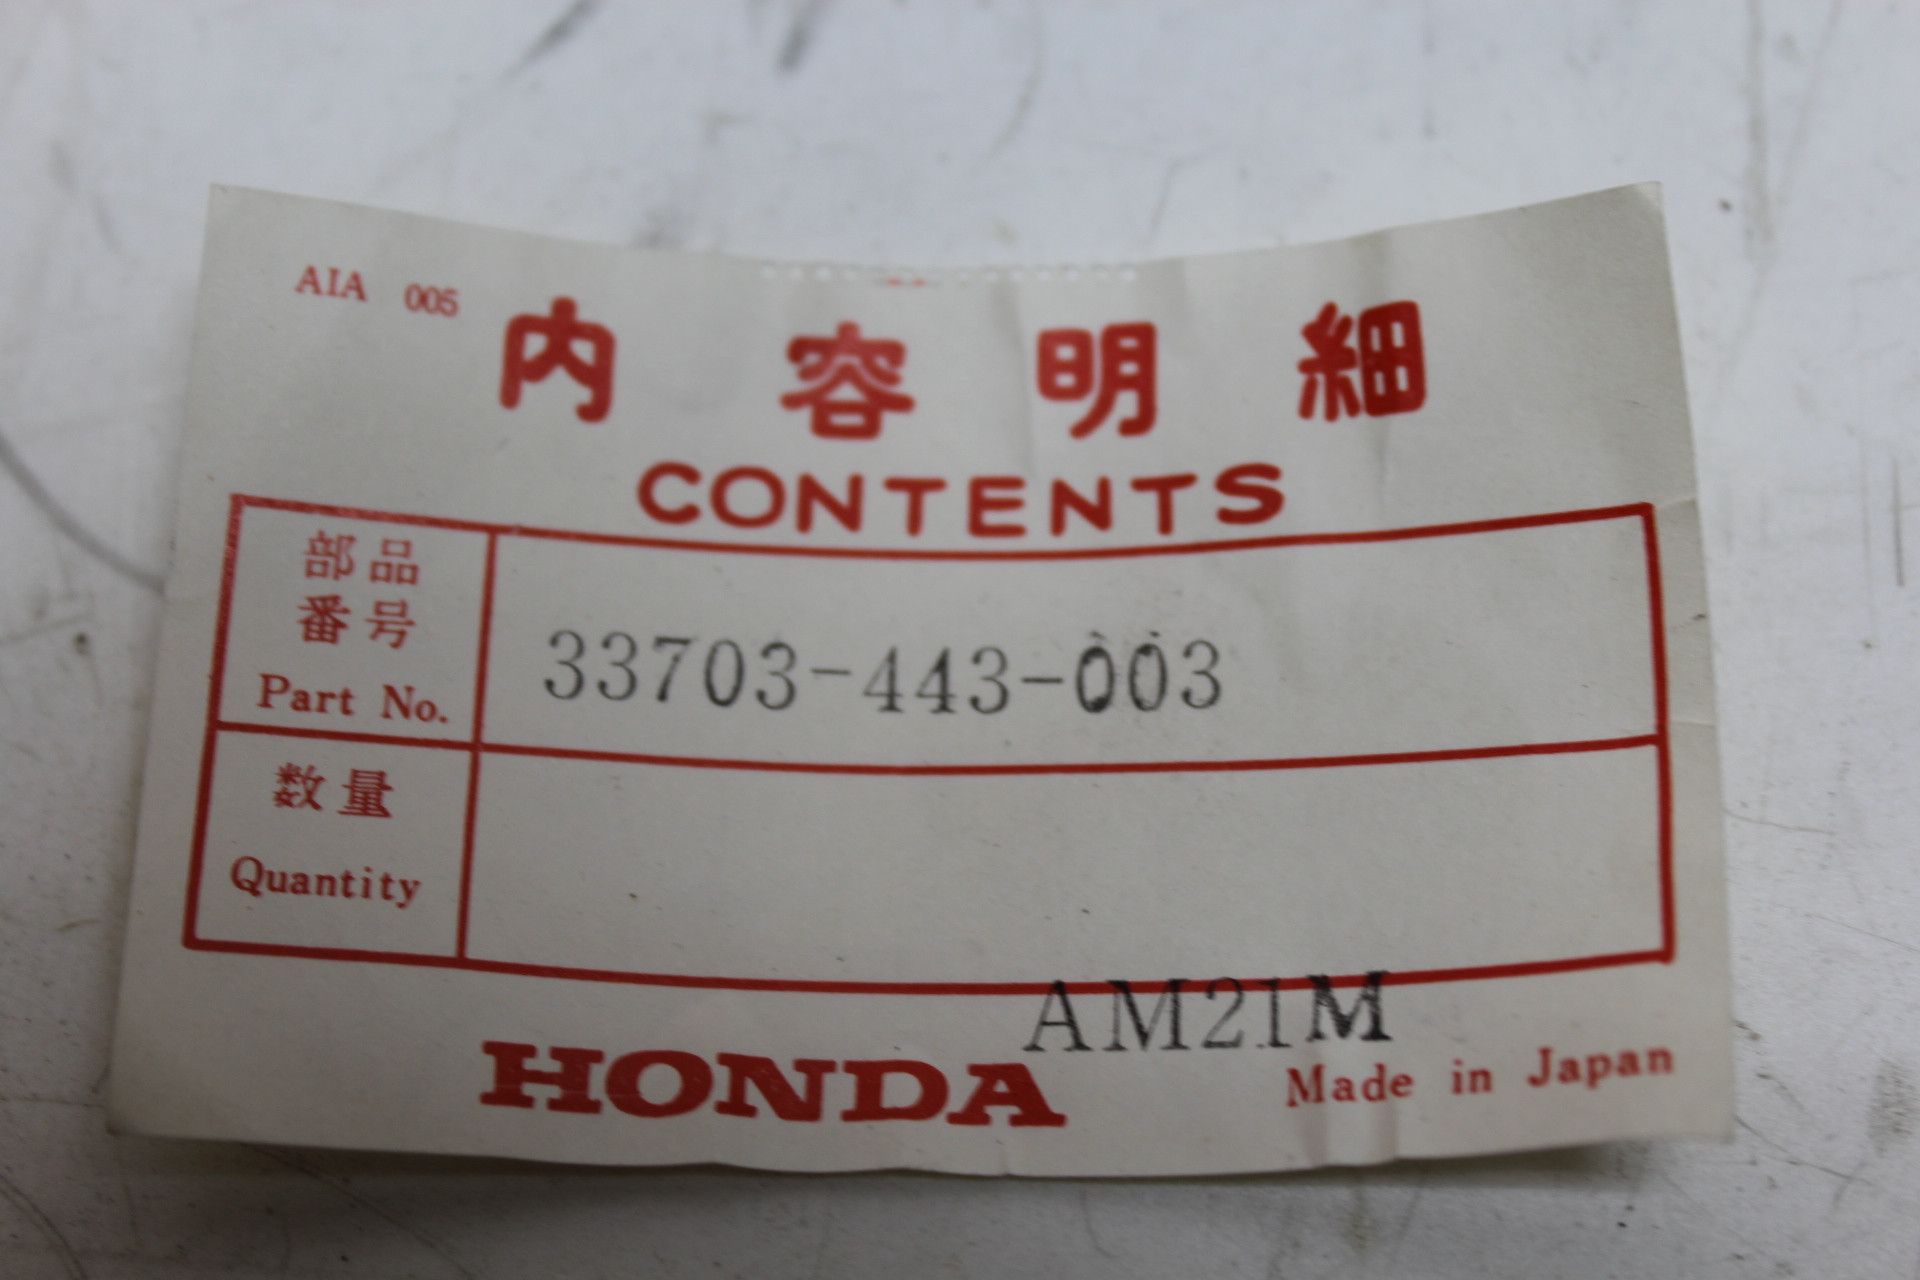 AIA 005
内容明細
CONTENTS
部品
番号
Part No.
33703-443-003
数量
Quantity
AM21M
HONDA
Made in Japan